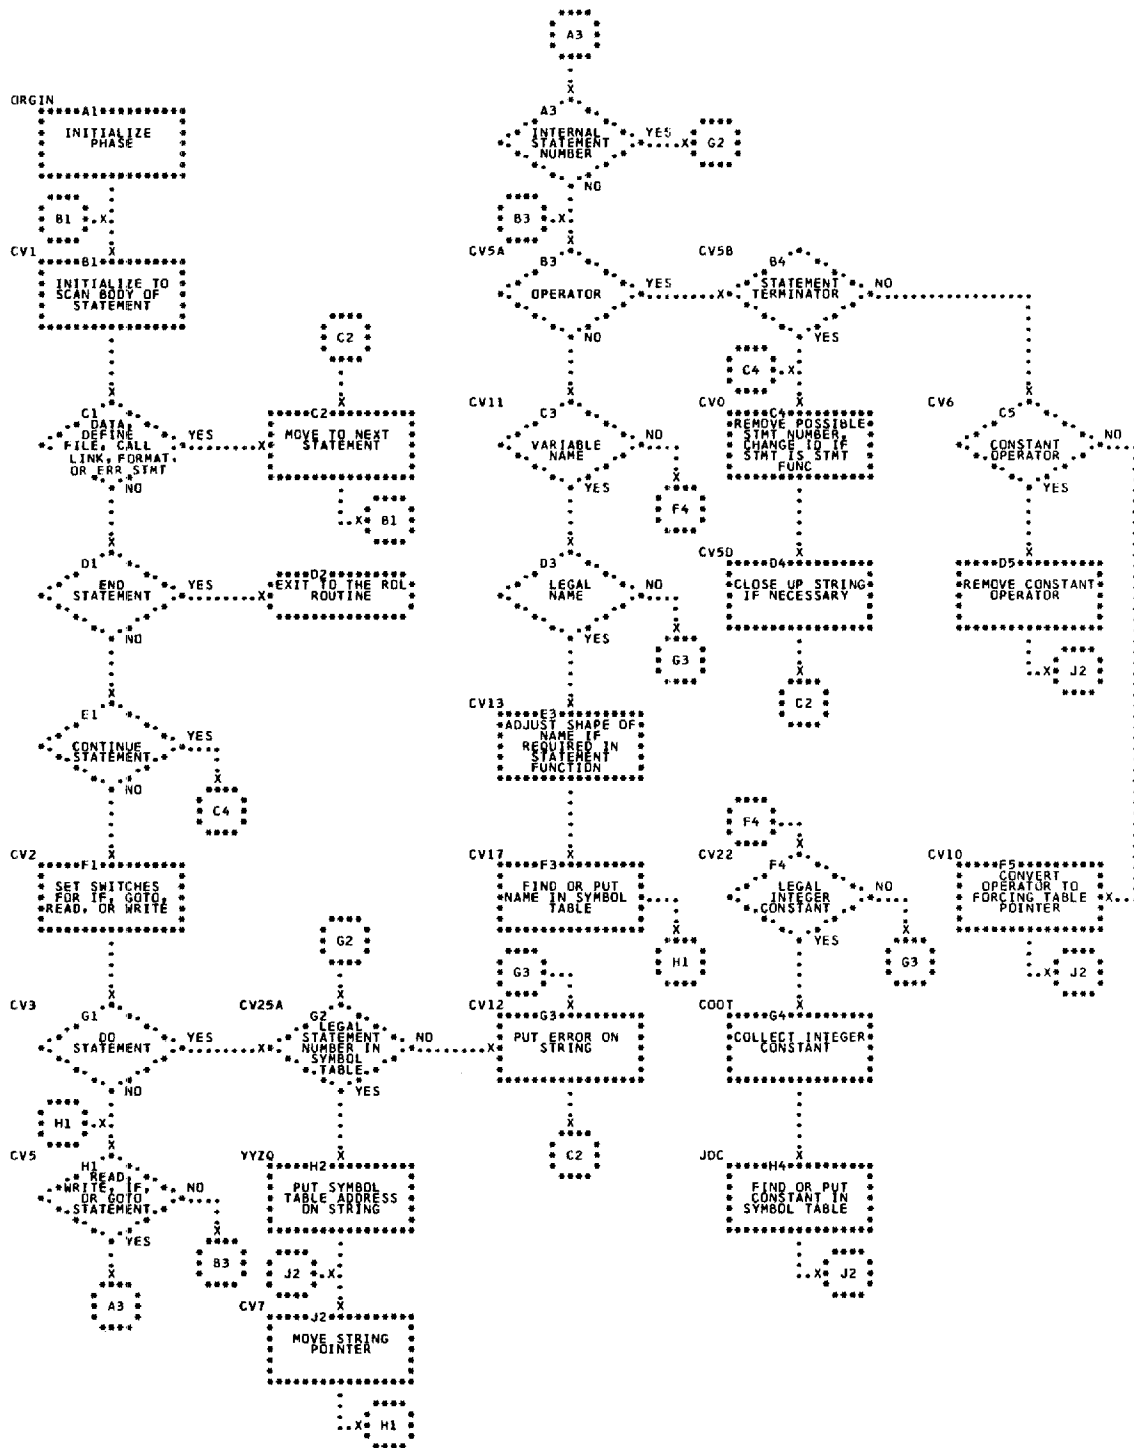 A3
ORGIN
A1
INITIALIZE
PHASE
A3
INTERNAL
STATEMENT
NUMBER
YES
G2
NO
B1
B3
CV1
B1
INITIALIZE TO
SCAN BODY OF
STATEMENT
CV5A
B3
OPERATOR
YES
NO
CV5B
B4
STATEMENT
TERMINATOR
NO
YES
C2
C4
C1
DATA,
DEFINE
FILE, CALL
LINK, FORMAT,
OR ERR STMT
YES
NO
C2
MOVE TO NEXT
STATEMENT
B1
CV11
C3
VARIABLE
NAME
NO
YES
F4
CV0
C4
REMOVE POSSIBLE
STMT NUMBER,
CHANGE ID IF
STMT IS STMT
FUNC
CV6
C5
CONSTANT
OPERATOR
NO
YES
D1
END
STATEMENT
YES
NO
D2
EXIT TO THE ROL
ROUTINE
D3
LEGAL
NAME
NO
YES
G3
CV5D
D4
CLOSE UP STRING
IF NECESSARY
C2
D5
REMOVE CONSTANT
OPERATOR
J2
E1
CONTINUE
STATEMENT
YES
NO
C4
CV13
E3
ADJUST SHAPE OF
NAME IF
REQUIRED IN
STATEMENT
FUNCTION
F4
CV2
F1
SET SWITCHES
FOR IF, GOTO,
READ, OR WRITE
CV17
F3
FIND OR PUT
NAME IN SYMBOL
TABLE
H1
CV22
F4
LEGAL
INTEGER
CONSTANT
NO
YES
G3
CV10
F5
CONVERT
OPERATOR TO
FORCING TABLE
POINTER
J2
G2
G3
CV3
G1
DO
STATEMENT
YES
NO
CV25A
G2
LEGAL
STATEMENT
NUMBER IN
SYMBOL
TABLE
NO
YES
CV12
G3
PUT ERROR ON
STRING
C2
COOT
G4
COLLECT INTEGER
CONSTANT
H1
CV5
H1
READ,
WRITE, IF,
OR GOTO
STATEMENT
NO
YES
B3
A3
YYZQ
H2
PUT SYMBOL
TABLE ADDRESS
ON STRING
JDC
H4
FIND OR PUT
CONSTANT IN
SYMBOL TABLE
J2
J2
CV7
J2
MOVE STRING
POINTER
H1